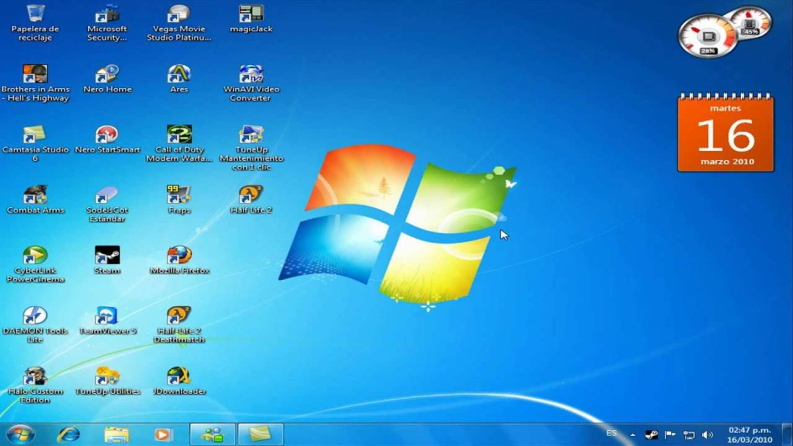 Papelera de
reciclaje
Microsoft
Security...
Vegas Movie
Studio Platinu...
magicJack
Brothers in Arms
- Hell's Highway
Nero Home
Ares
WinAVI Video
Converter
Camtasia Studio
6
Nero StartSmart
Call of Duty
Modern Warfa...
TuneUp
Mantenimiento
con 1 clic
Combat Arms
Estándar
99
Fraps
Half-Life 2
CyberLink
PowerCinema
Steam
Mozilla Firefox
DAEMON Tools
Lite
TeamViewer 5
Half-Life 2
Deathmatch
Halo Custom
Edition
TuneUp Utilities
JDownloader
28%
45%
martes
16
marzo 2010
ES
02:47 p.m.
16/03/2010